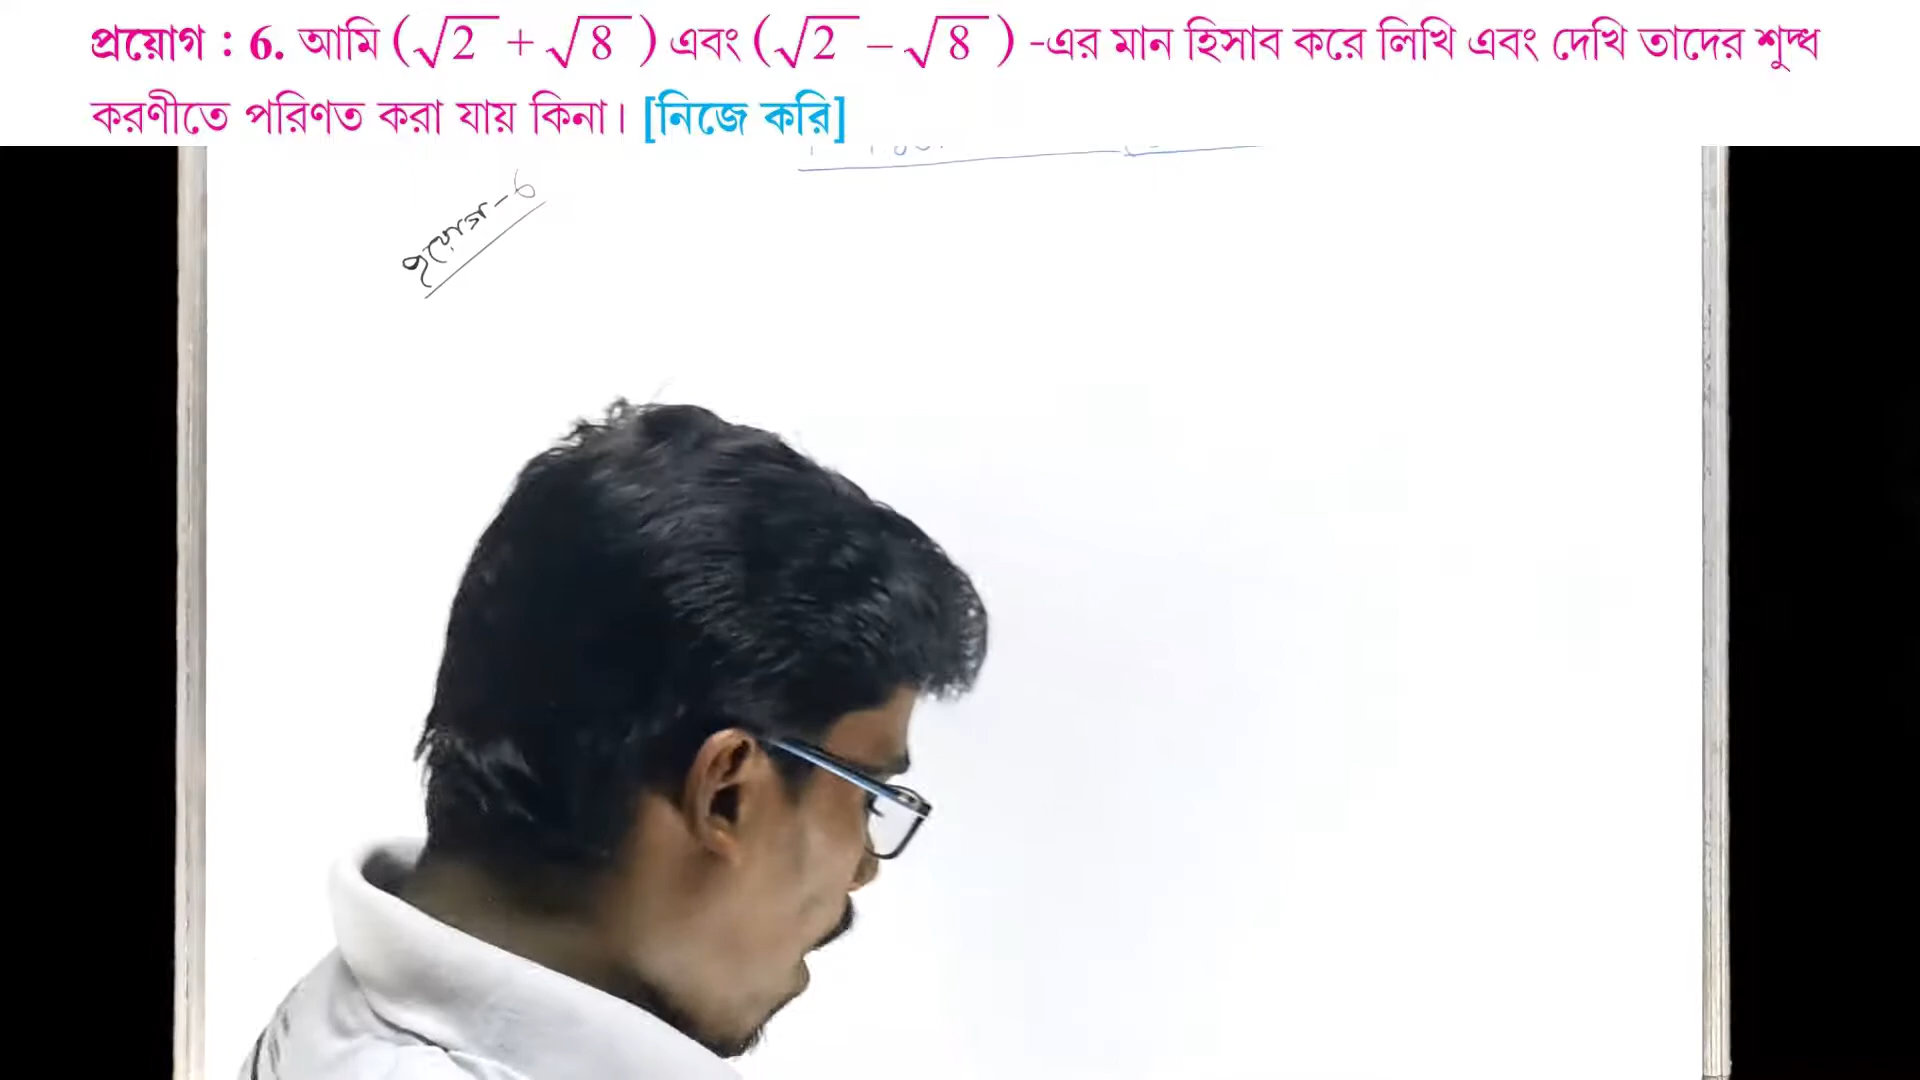 প্রয়োগ : 6. আমি (√2 + √8) এবং (√2 – √8) -এর মান হিসাব করে লিখি এবং দেখি তাদের শুদ্ধ
করণীতে পরিণত করা যায় কিনা। [নিজে করি]
প্রয়োগ-6